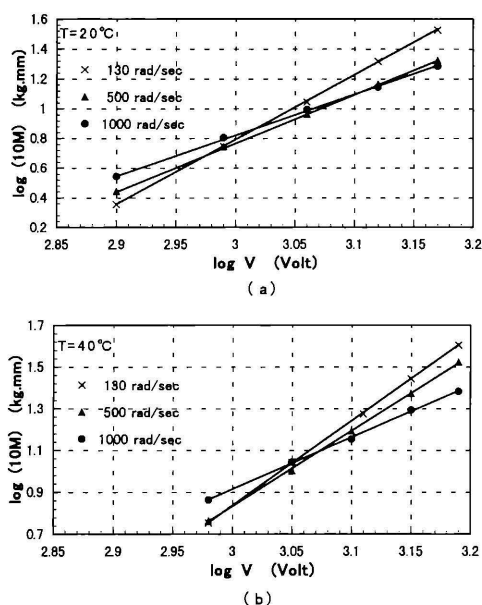 1.6
1.4
1.2
1
0.8
0.6
0.4
0.2
log (10M) (kg.mm)
T=20℃
130 rad/sec
500 rad/sec
1000 rad/sec
2.85 2.9 2.95 3 3.05 3.1 3.15 3.2
log V (Volt)
(a)
1.7
1.5
1.3
1.1
0.9
0.7
log (10M) (kg.mm)
T=40℃
130 rad/sec
500 rad/sec
1000 rad/sec
2.85 2.9 2.95 3 3.05 3.1 3.15 3.2
log V (Volt)
(b)